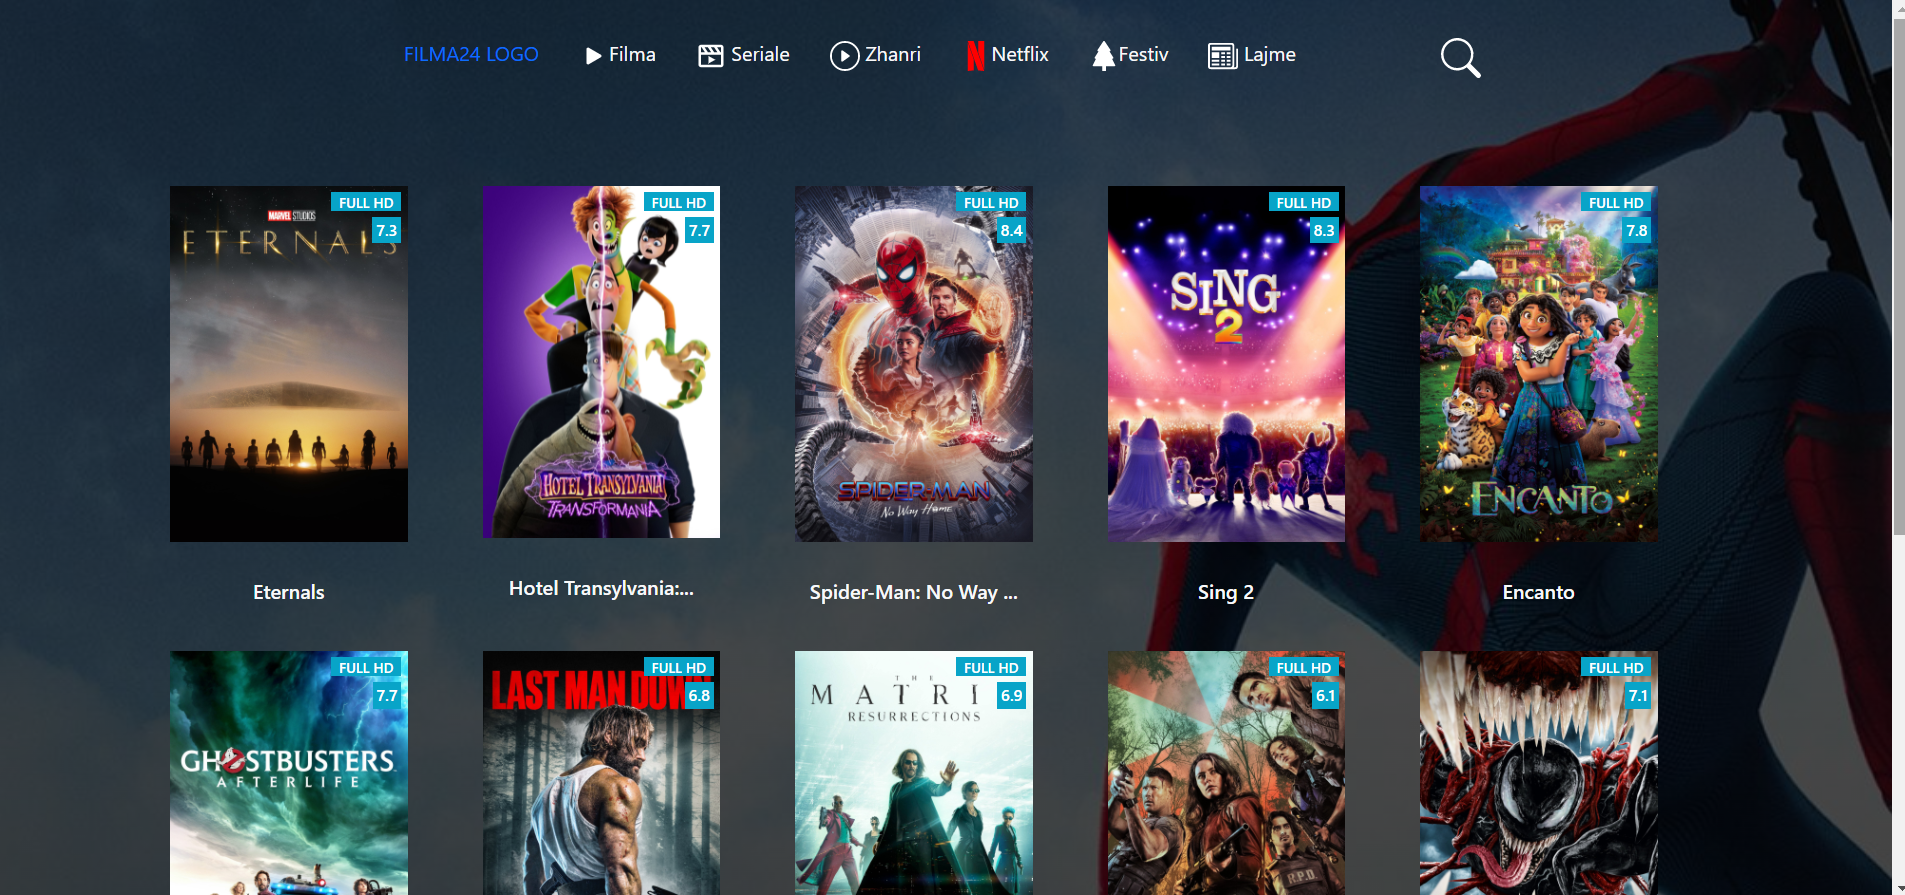 FILMA24 LOGO
Filma
Seriale
Zhanri
Netflix
Festiv
Lajme
FULL HD
7.3
MARVEL STUDIOS
ETERNALS
FULL HD
7.7
HOTEL TRANSYLVANIA
TRANSFORMANIA
FULL HD
8.4
SPIDER-MAN
No Way Home
FULL HD
8.3
SING
2
FULL HD
7.8
ENCANTO
Eternals
Hotel Transylvania:...
Spider-Man: No Way ...
Sing 2
Encanto
FULL HD
7.7
GHOSTBUSTERS
AFTERLIFE
FULL HD
6.8
LAST MAN DOWN
FULL HD
6.9
THE
MATRI
RESURRECTIONS
FULL HD
6.1
R.P.D.
FULL HD
7.1